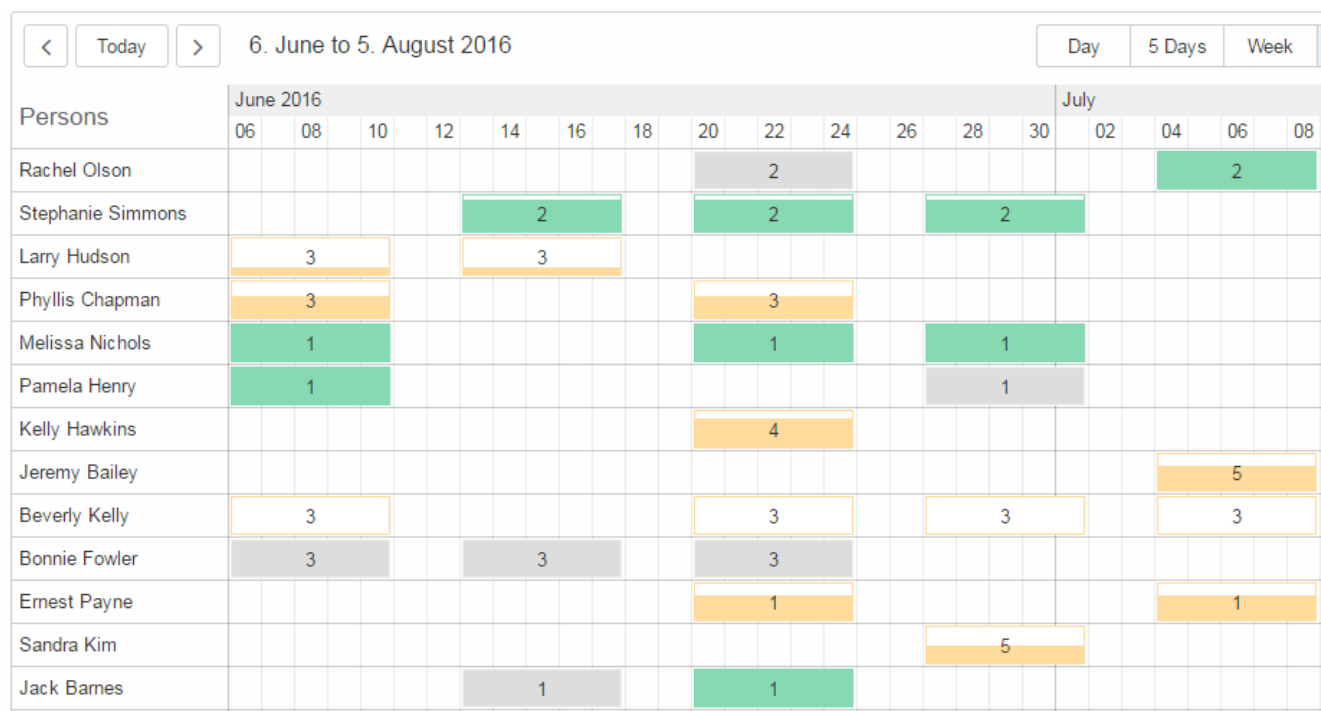 Today 6. June to 5. August 2016 Day 5 Days Week
Persons
June 2016 July
06 08 10 12 14 16 18 20 22 24 26 28 30 02 04 06 08
Rachel Olson 2 2
Stephanie Simmons 2 2 2
Larry Hudson 3 3
Phyllis Chapman 3 3
Melissa Nichols 1 1 1
Pamela Henry 1 1
Kelly Hawkins 4
Jeremy Bailey 5
Beverly Kelly 3 3 3 3
Bonnie Fowler 3 3 3
Ernest Payne 1 1
Sandra Kim 5
Jack Barnes 1 1